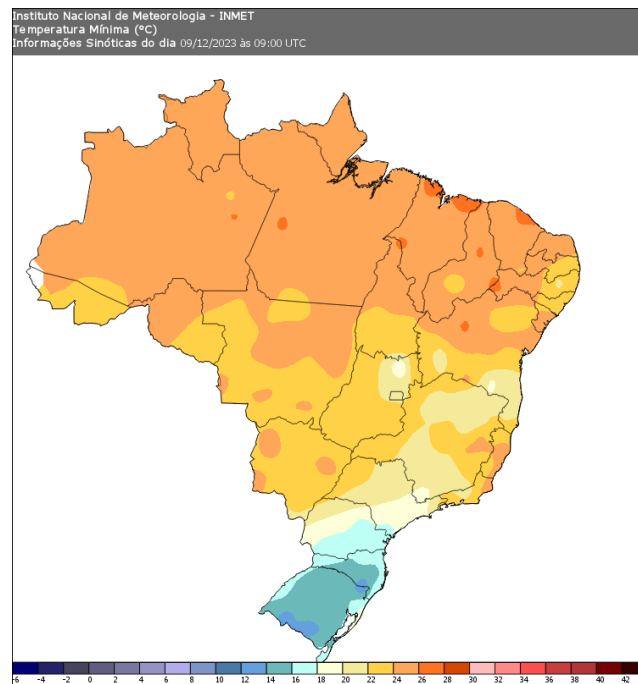 Instituto Nacional de Meteorologia - INMET
Temperatura Mínima (°C)
Informações Sinóticas do dia 09/12/2023 às 09:00 UTC
-6 -4 -2 0 2 4 6 8 10 12 14 16 18 20 22 24 26 28 30 32 34 36 38 40 42